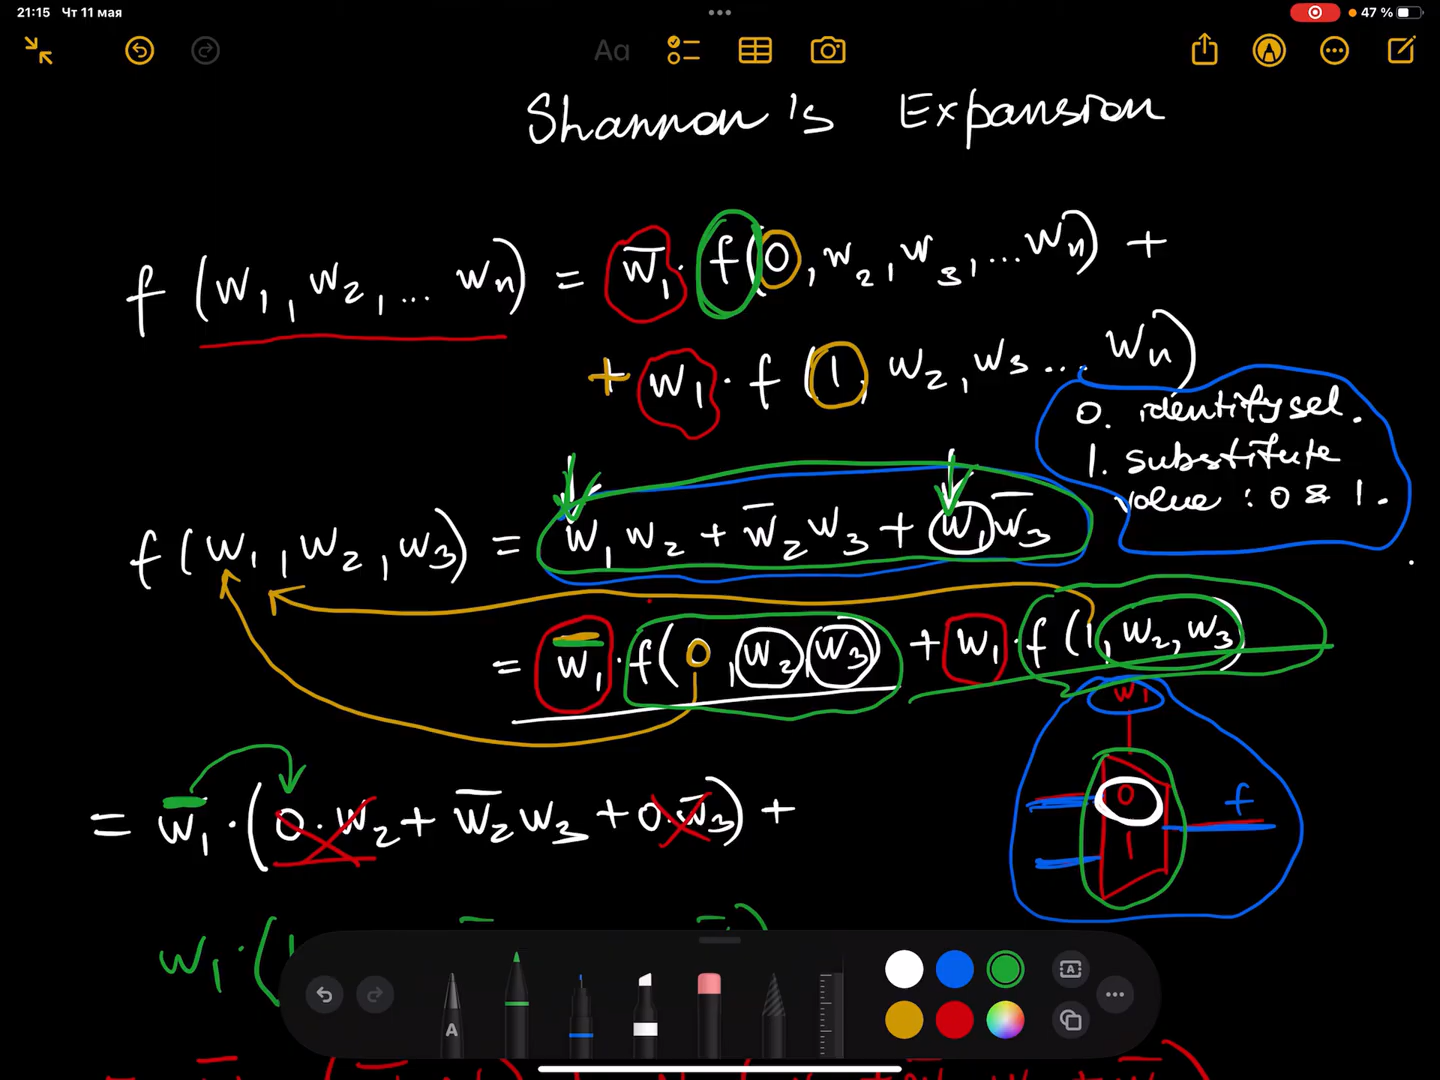 21:15 Чт 11 мая
47 %
Aa
Shannon's Expansion
f (w₁, w₂, ... wₙ) = w̅₁ · f(0, w₂, w₃, ... wₙ) +
+ w₁ · f (1, w₂, w₃ ... wₙ)
0. identify sel.
1. substitute
value : 0 & 1.
f (w₁, w₂, w₃) = w₁ w₂ + w̅₂ w₃ + w₁ w̅₃
= w̅₁ · f(0, w₂, w₃) + w₁ · f (1, w₂, w₃)
w₁
0
1
f
= w̅₁ · (0 · w₂ + w̅₂ w₃ + 0 · w̅₃) +
w₁ · (
A